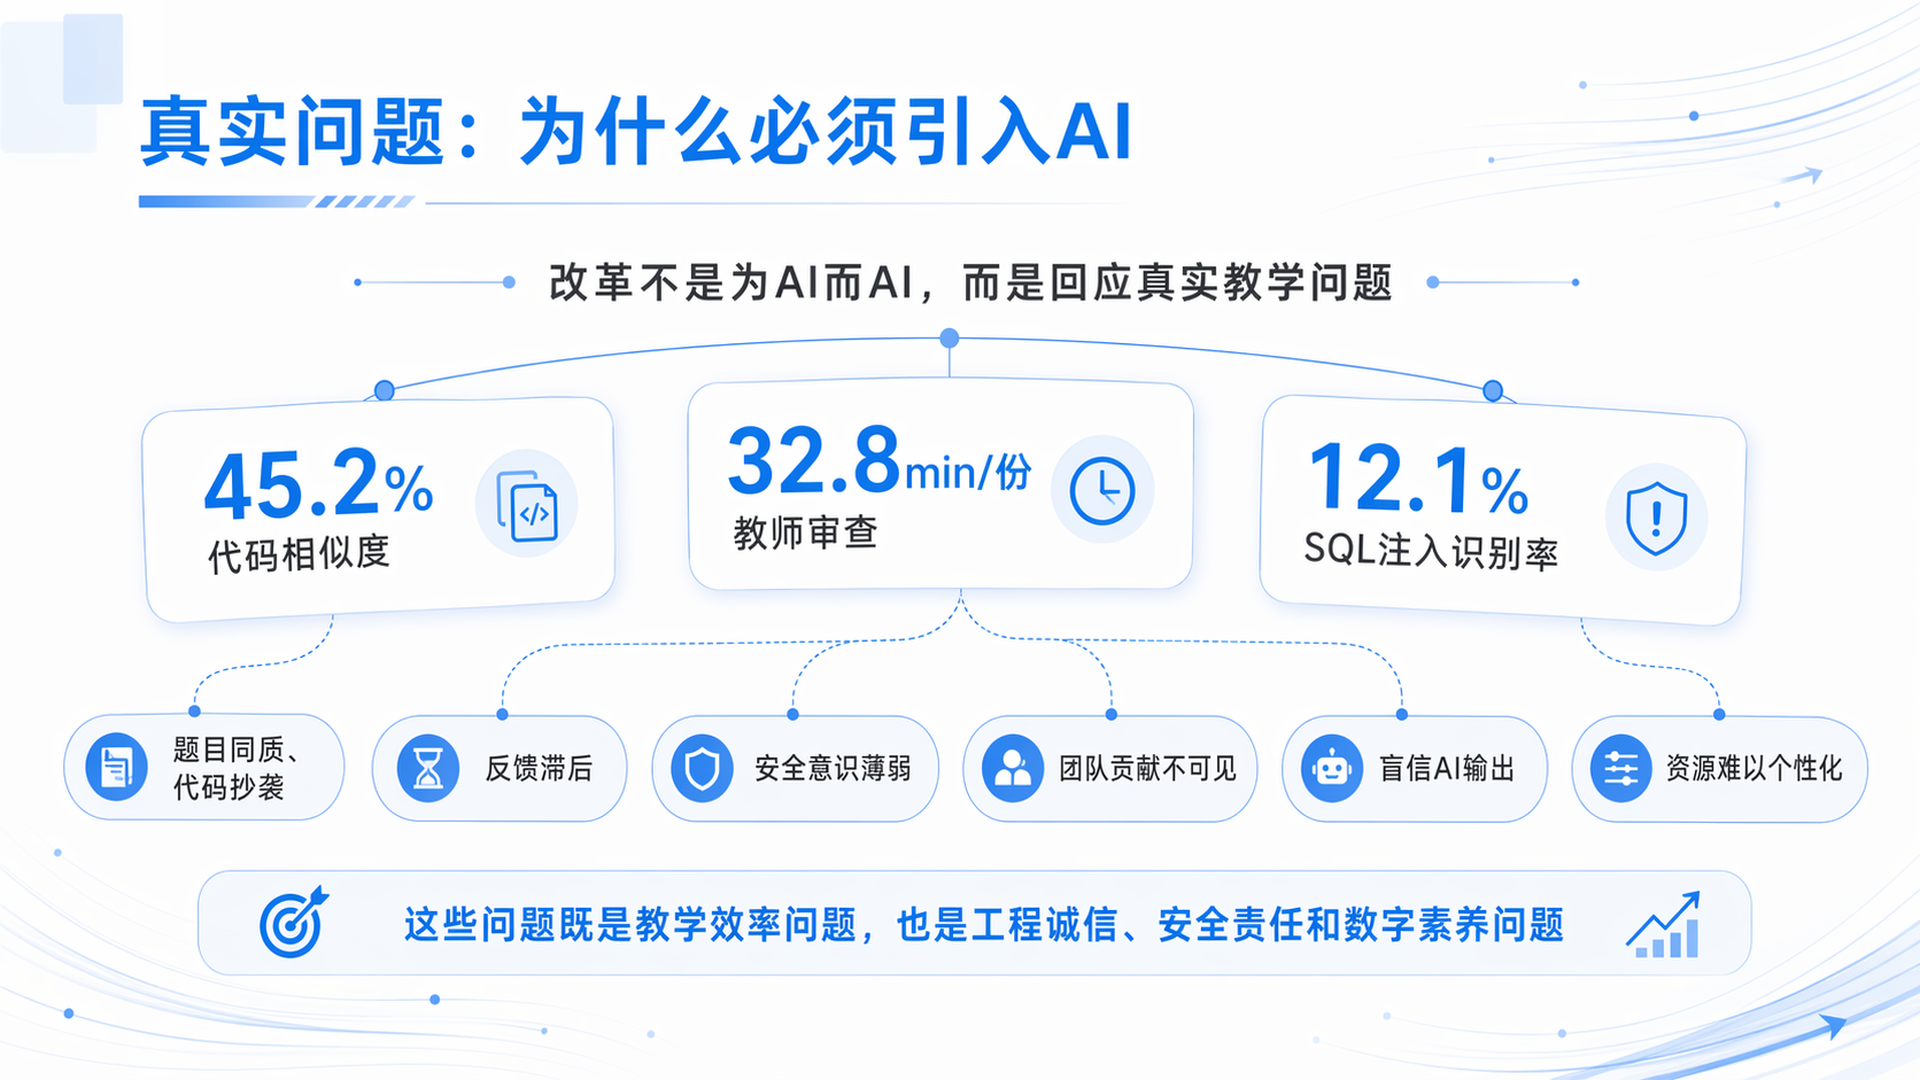 真实问题：为什么必须引入AI
改革不是为AI而AI，而是回应真实教学问题
45.2%
代码相似度
32.8min/份
教师审查
12.1%
SQL注入识别率
题目同质、
代码抄袭
反馈滞后
安全意识薄弱
团队贡献不可见
盲信AI输出
资源难以个性化
这些问题既是教学效率问题，也是工程诚信、安全责任和数字素养问题